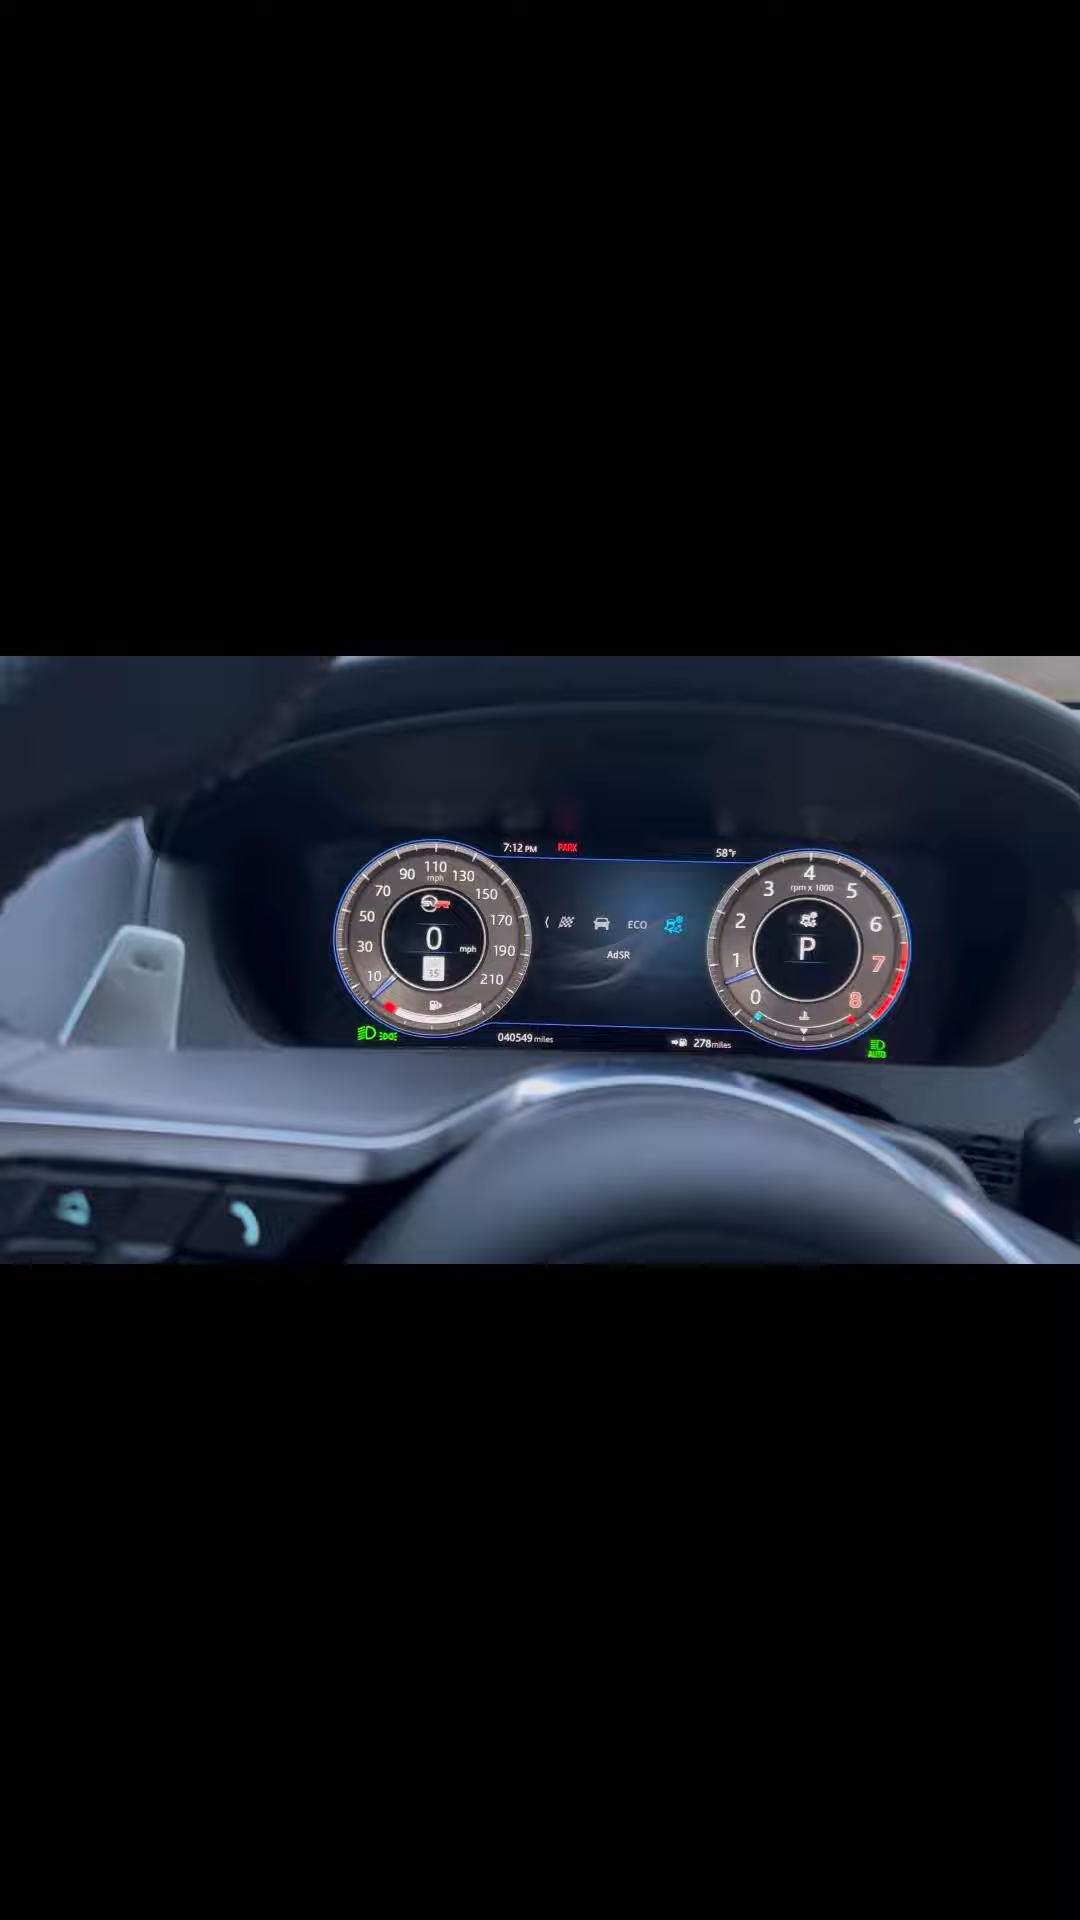 7:12 PM PARK 58°F
110
90 130
mph
70 150
50 170
30 190
10 210
0 mph
35
ECO
AdSR
4
3 5
rpm x 1000
2 6
1 7
0 8
P
040549 miles 278 miles
AUTO